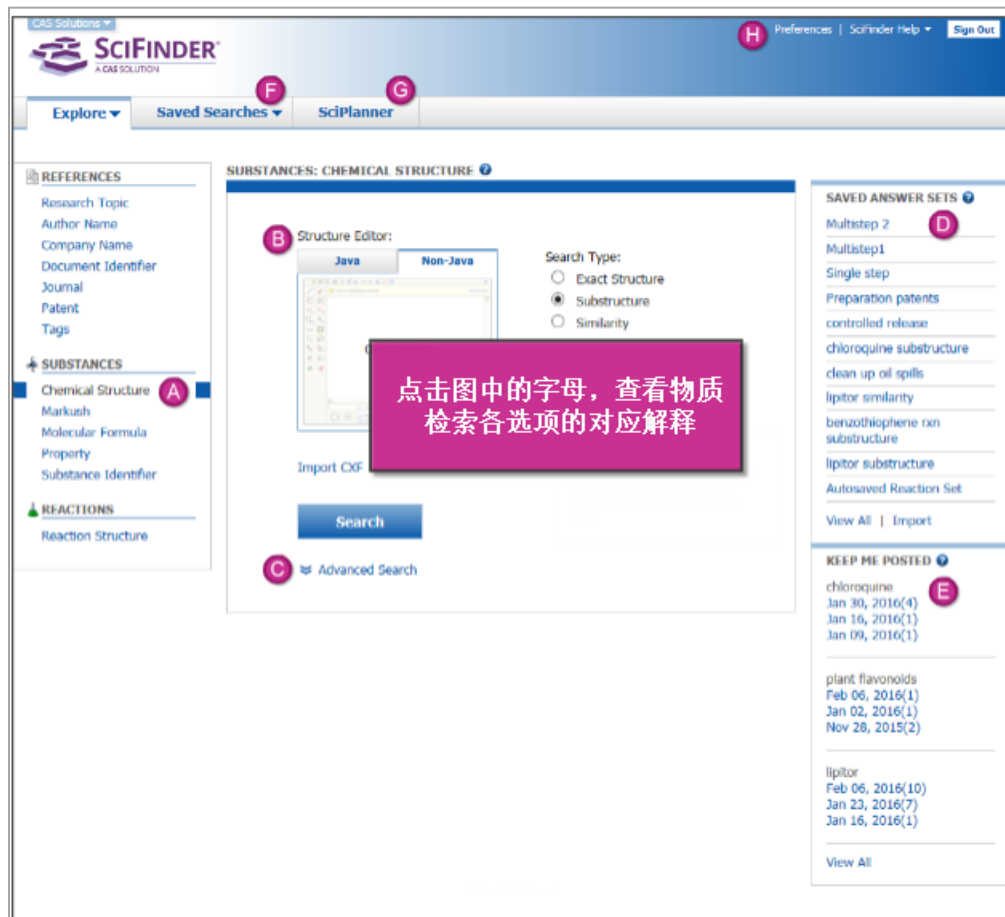 CAS Solutions
SCIFINDER
A CAS SOLUTION
H
Preferences | SciFinder Help
Sign Out
F
G
Explore
Saved Searches
SciPlanner
REFERENCES
Research Topic
Author Name
Company Name
Document Identifier
Journal
Patent
Tags
SUBSTANCES
Chemical Structure
A
Markush
Molecular Formula
Property
Substance Identifier
REACTIONS
Reaction Structure
SUBSTANCES: CHEMICAL STRUCTURE
B
Structure Editor:
Java
Non-Java
Search Type:
Exact Structure
Substructure
Similarity
点击图中的字母，查看物质
检索各选项的对应解释
Import CXF
Search
C
Advanced Search
SAVED ANSWER SETS
Multistep 2
D
Multistep1
Single step
Preparation patents
controlled release
chloroquine substructure
clean up oil spills
lipitor similarity
benzothiophene rxn
substructure
lipitor substructure
Autosaved Reaction Set
View All | Import
KEEP ME POSTED
chloroquine
E
Jan 30, 2016(4)
Jan 16, 2016(1)
Jan 09, 2016(1)
plant flavonoids
Feb 06, 2016(1)
Jan 02, 2016(1)
Nov 28, 2015(2)
lipitor
Feb 06, 2016(10)
Jan 23, 2016(7)
Jan 16, 2016(1)
View All